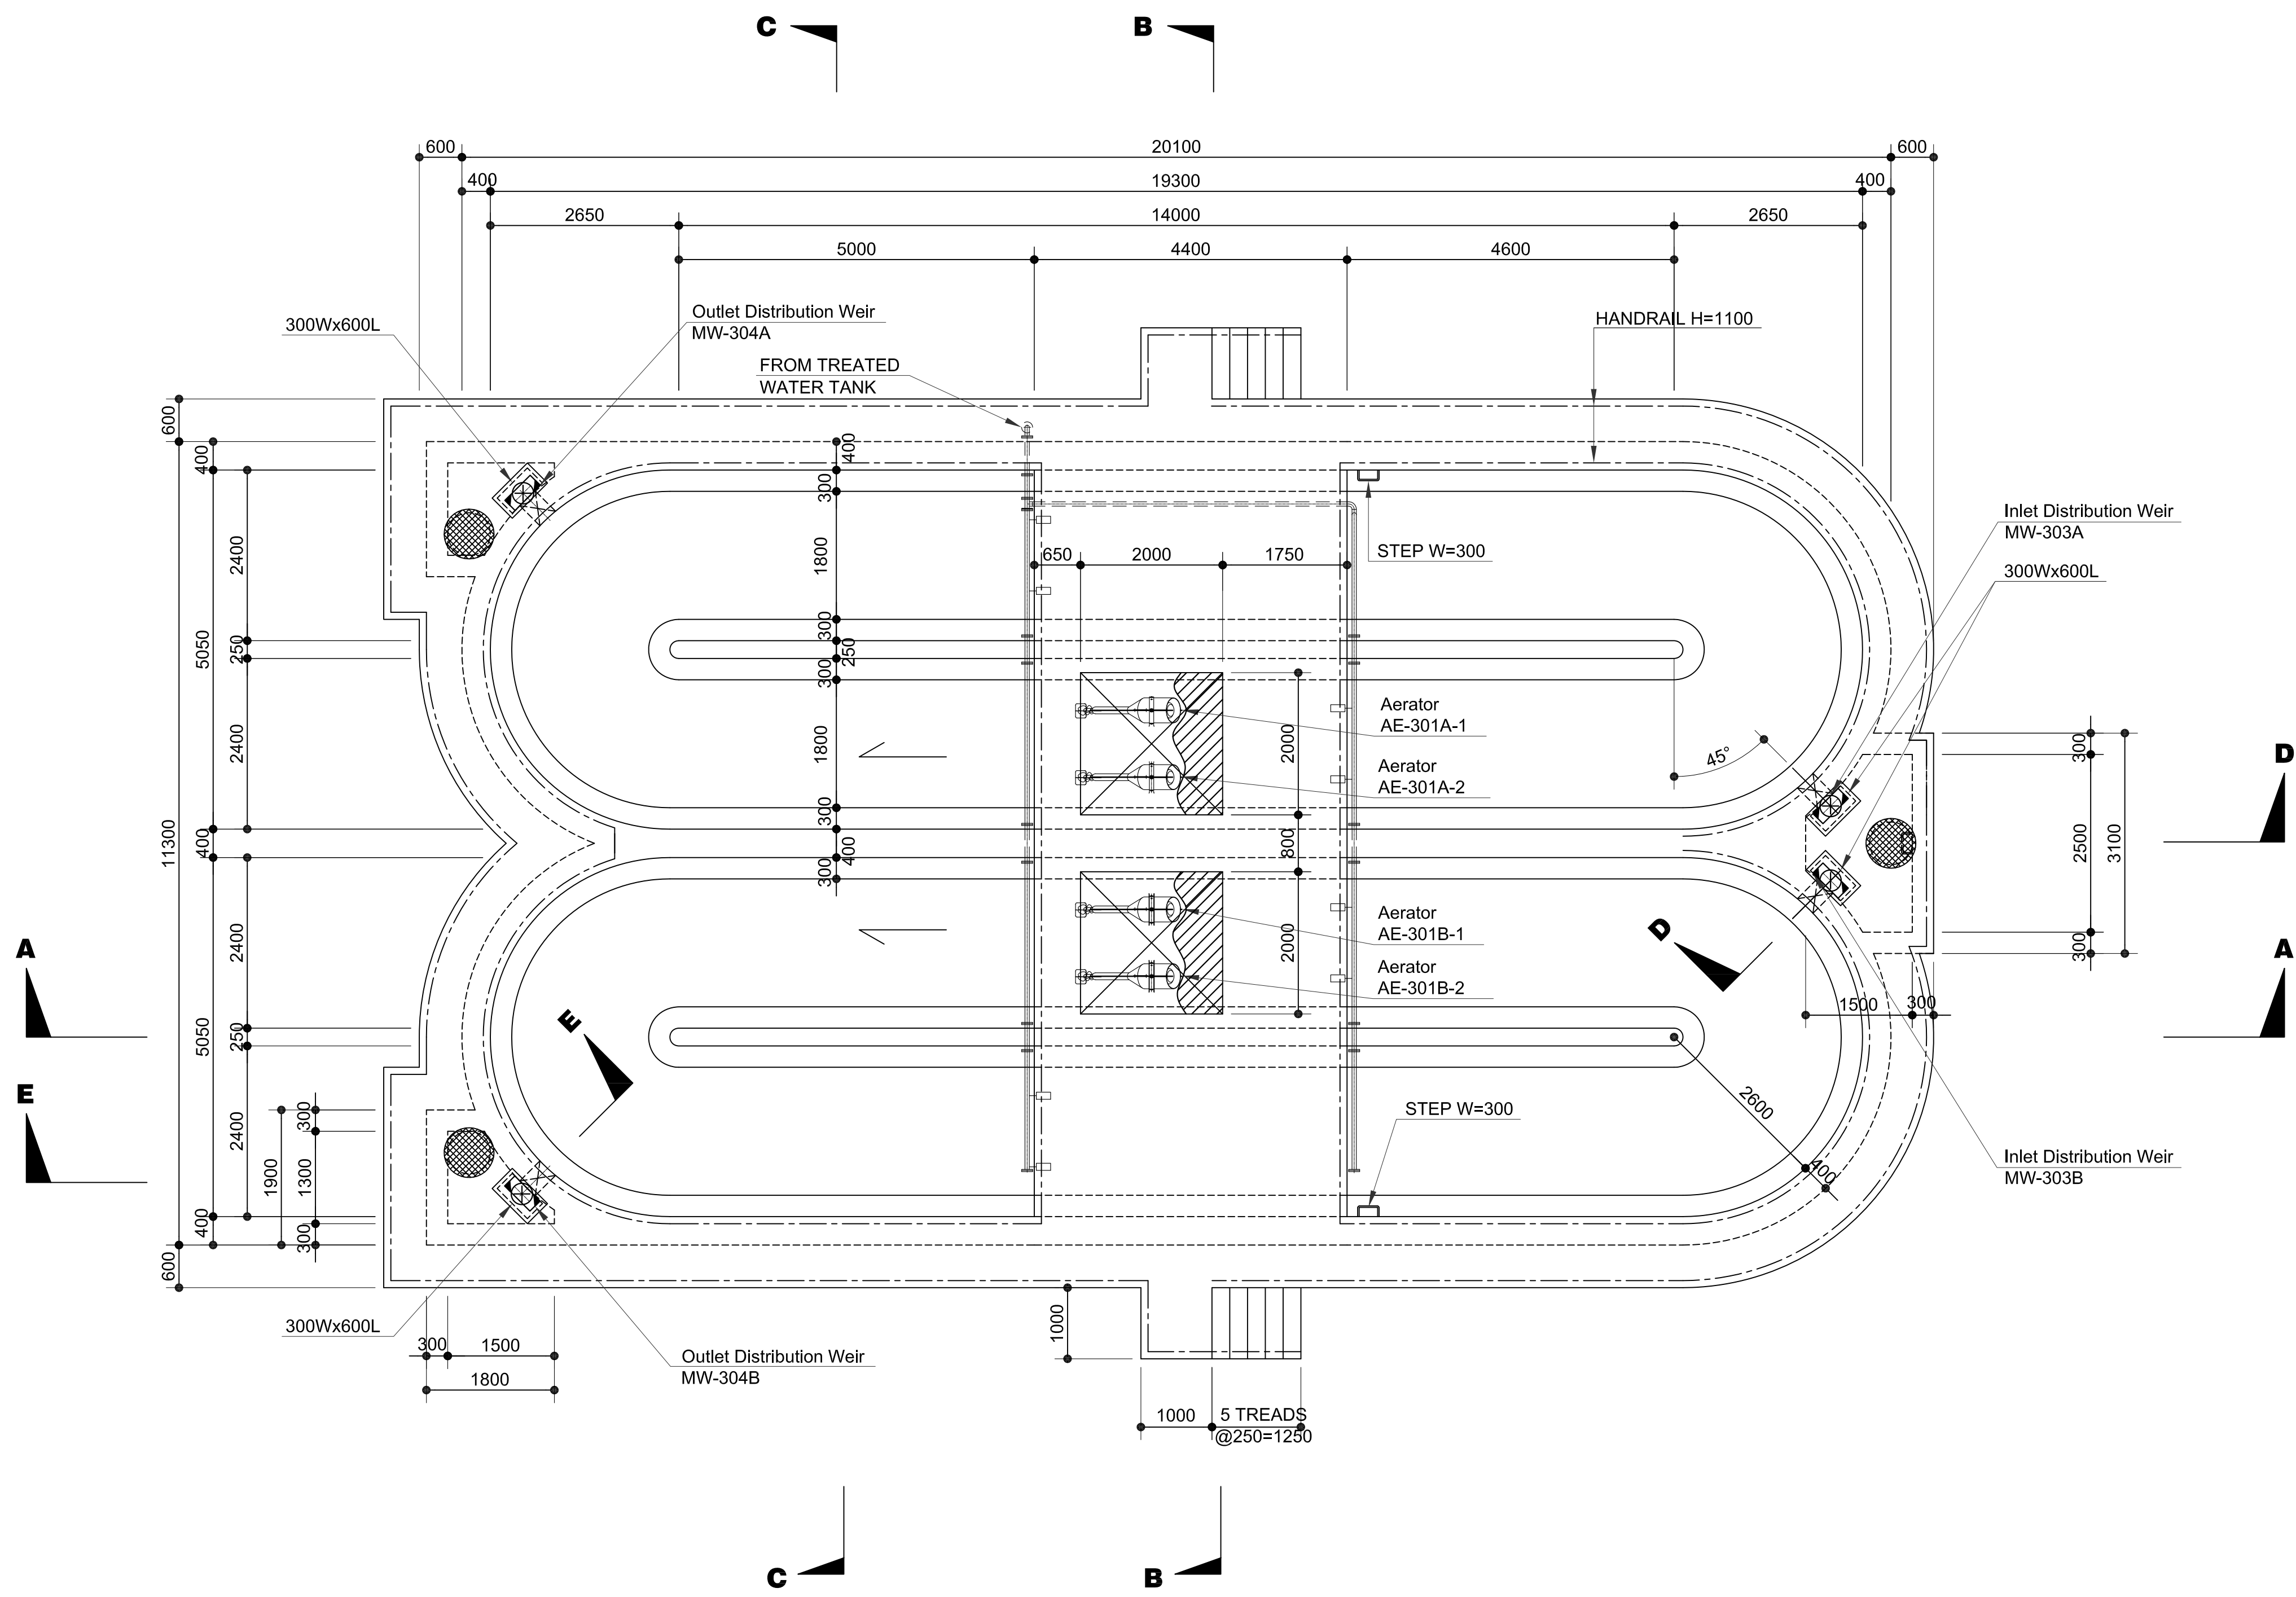 C
B
600
20100
600
400
19300
400
2650
14000
2650
5000
4400
4600
300Wx600L
Outlet Distribution Weir
MW-304A
HANDRAIL H=1100
FROM TREATED
WATER TANK
600
400
400
300
Inlet Distribution Weir
MW-303A
2400
1800
650
2000
1750
STEP W=300
300Wx600L
5050
250
300
250
300
Aerator
AE-301A-1
2400
1800
2000
45°
300
D
Aerator
AE-301A-2
11300
400
300
400
300
800
2500
3100
A
2400
Aerator
AE-301B-1
2000
D
300
A
Aerator
AE-301B-2
1500
300
5050
250
E
E
2600
300
2400
STEP W=300
1900
1300
400
Inlet Distribution Weir
MW-303B
400
300
600
300Wx600L
300
1500
1000
Outlet Distribution Weir
MW-304B
1800
1000
5 TREADS
@250=1250
C
B